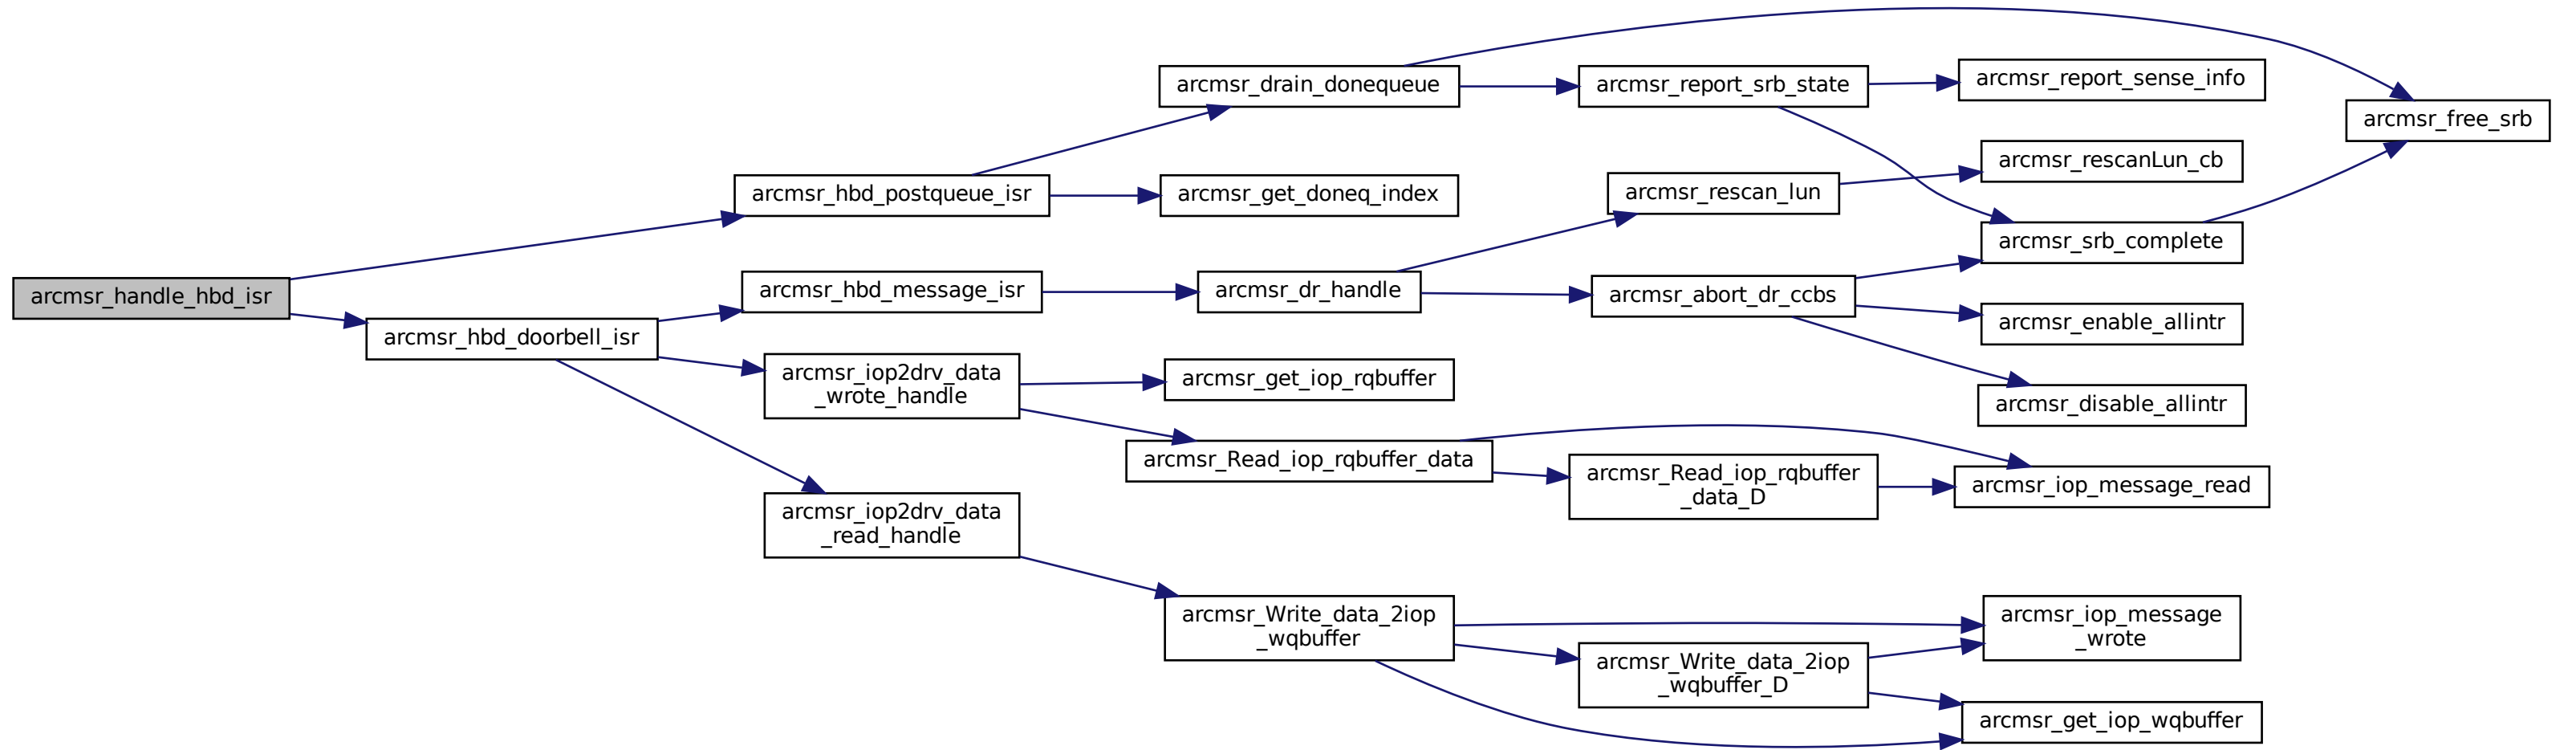 arcmsr_handle_hbd_isr
arcmsr_hbd_postqueue_isr
arcmsr_hbd_doorbell_isr
arcmsr_drain_donequeue
arcmsr_get_doneq_index
arcmsr_report_srb_state
arcmsr_report_sense_info
arcmsr_free_srb
arcmsr_hbd_message_isr
arcmsr_dr_handle
arcmsr_rescan_lun
arcmsr_rescanLun_cb
arcmsr_srb_complete
arcmsr_abort_dr_ccbs
arcmsr_enable_allintr
arcmsr_disable_allintr
arcmsr_iop2drv_data
_wrote_handle
arcmsr_get_iop_rqbuffer
arcmsr_Read_iop_rqbuffer_data
arcmsr_Read_iop_rqbuffer
_data_D
arcmsr_iop_message_read
arcmsr_iop2drv_data
_read_handle
arcmsr_Write_data_2iop
_wqbuffer
arcmsr_Write_data_2iop
_wqbuffer_D
arcmsr_iop_message
_wrote
arcmsr_get_iop_wqbuffer